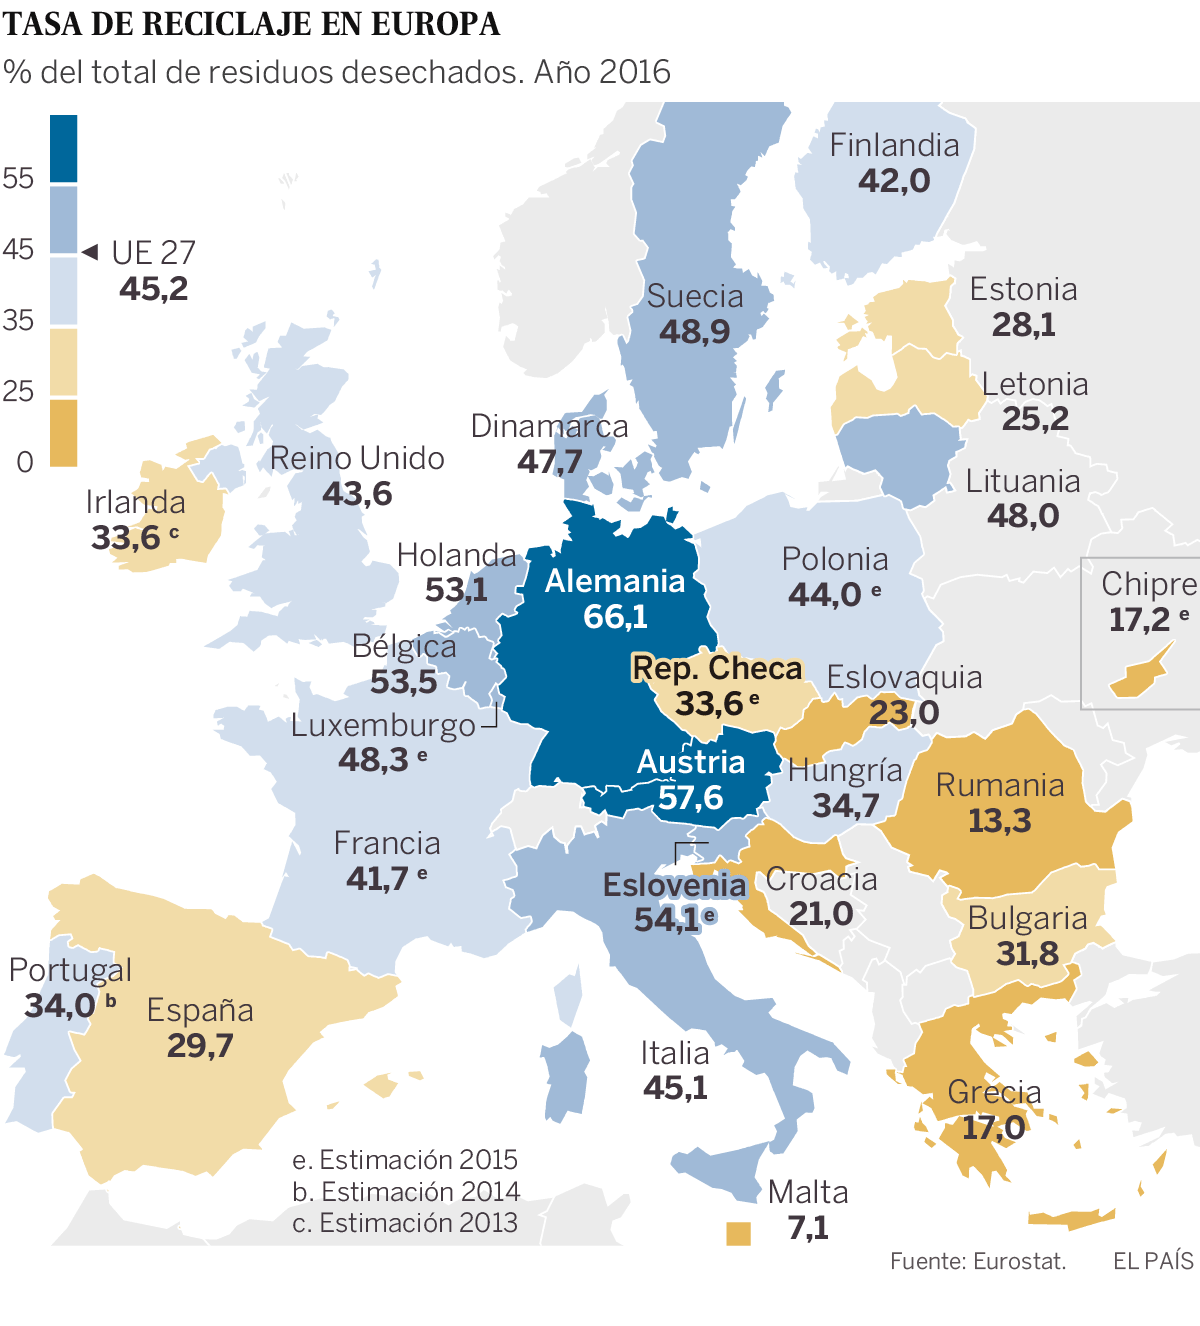 TASA DE RECICLAJE EN EUROPA
% del total de residuos desechados. Año 2016
55
45
35
25
0
UE 27
45,2
Finlandia
42,0
Suecia
48,9
Estonia
28,1
Letonia
25,2
Lituania
48,0
Dinamarca
47,7
Reino Unido
43,6
Irlanda
33,6 c
Holanda
53,1
Alemania
66,1
Polonia
44,0 e
Chipre
17,2 e
Bélgica
53,5
Rep. Checa
33,6 e
Eslovaquia
23,0
Luxemburgo
48,3 e
Austria
57,6
Hungría
34,7
Rumania
13,3
Francia
41,7 e
Eslovenia
54,1 e
Croacia
21,0
Bulgaria
31,8
Portugal
34,0 b
España
29,7
Italia
45,1
Grecia
17,0
Malta
7,1
e. Estimación 2015
b. Estimación 2014
c. Estimación 2013
Fuente: Eurostat. EL PAÍS